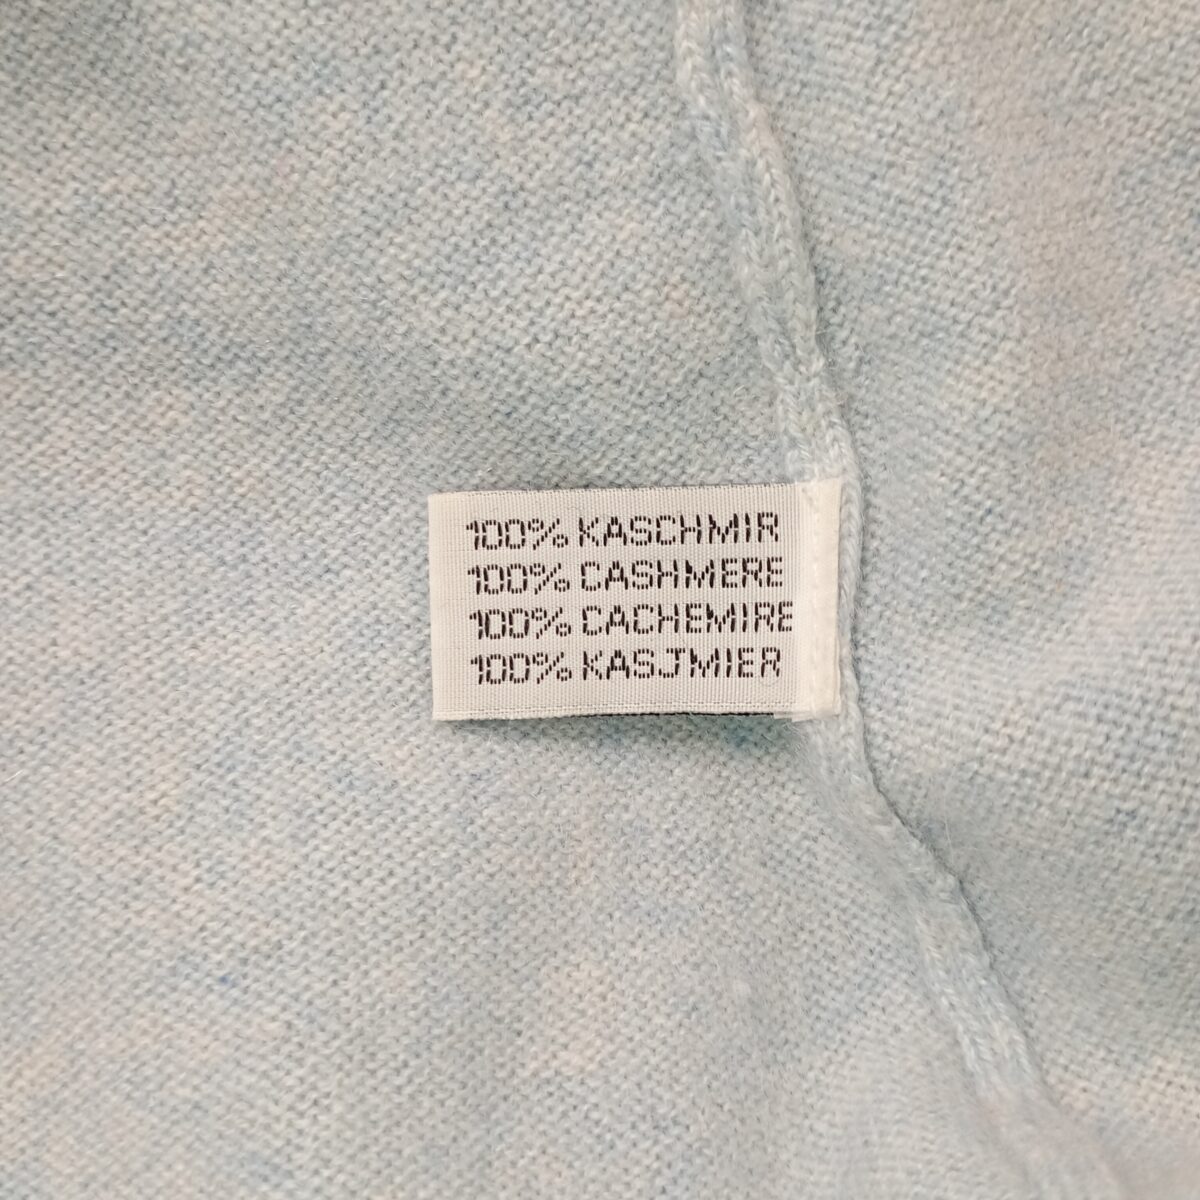 100% KASCHMIR
100% CASHMERE
100% CACHEMIRE
100% KASJMIER